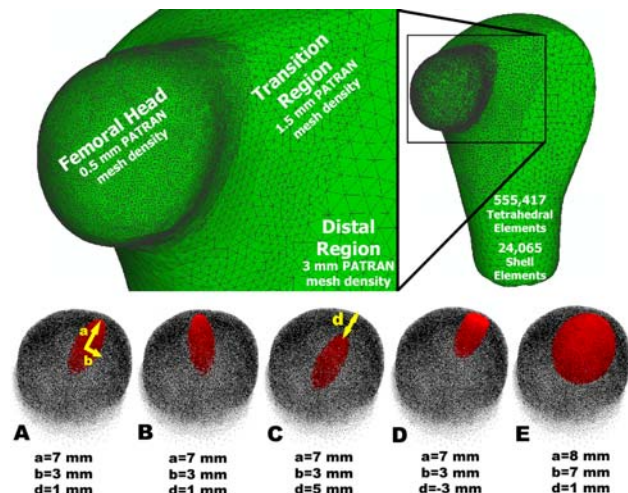 Femoral Head
0.5 mm PATRAN
mesh density
Transition
Region
1.5 mm PATRAN
mesh density
Distal
Region
3 mm PATRAN
mesh density
555,417
Tetrahedral
Elements
24,065
Shell
Elements
a
b
d
A
B
C
D
E
a=7 mm
b=3 mm
d=1 mm
a=7 mm
b=3 mm
d=1 mm
a=7 mm
b=3 mm
d=5 mm
a=7 mm
b=3 mm
d=-3 mm
a=8 mm
b=7 mm
d=1 mm